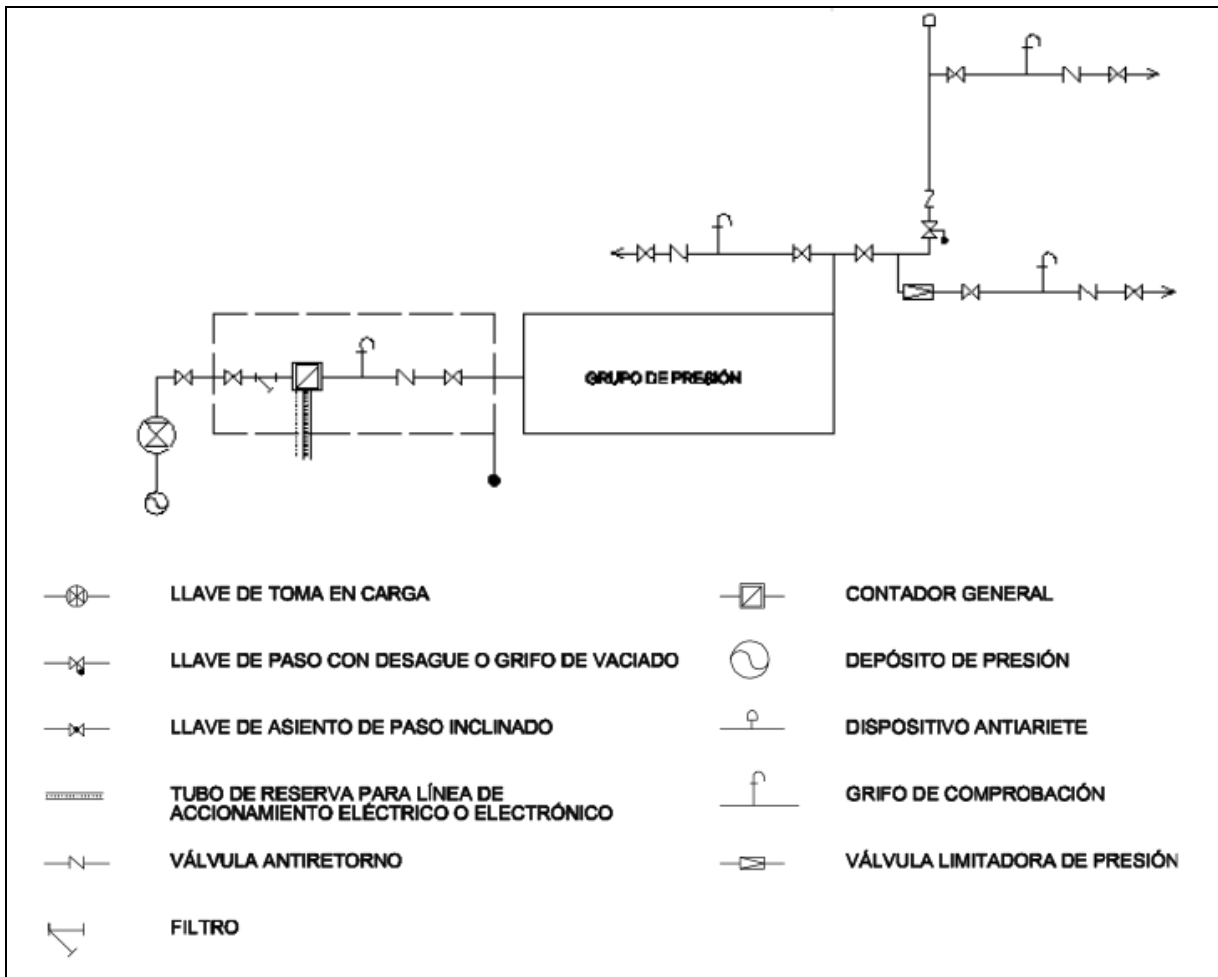 GRUPO DE PRESIÓN
LLAVE DE TOMA EN CARGA
LLAVE DE PASO CON DESAGUE O GRIFO DE VACIADO
LLAVE DE ASIENTO DE PASO INCLINADO
TUBO DE RESERVA PARA LÍNEA DE
ACCIONAMIENTO ELÉCTRICO O ELECTRÓNICO
VÁLVULA ANTIRETORNO
FILTRO
CONTADOR GENERAL
DEPÓSITO DE PRESIÓN
DISPOSITIVO ANTIARIETE
GRIFO DE COMPROBACIÓN
VÁLVULA LIMITADORA DE PRESIÓN